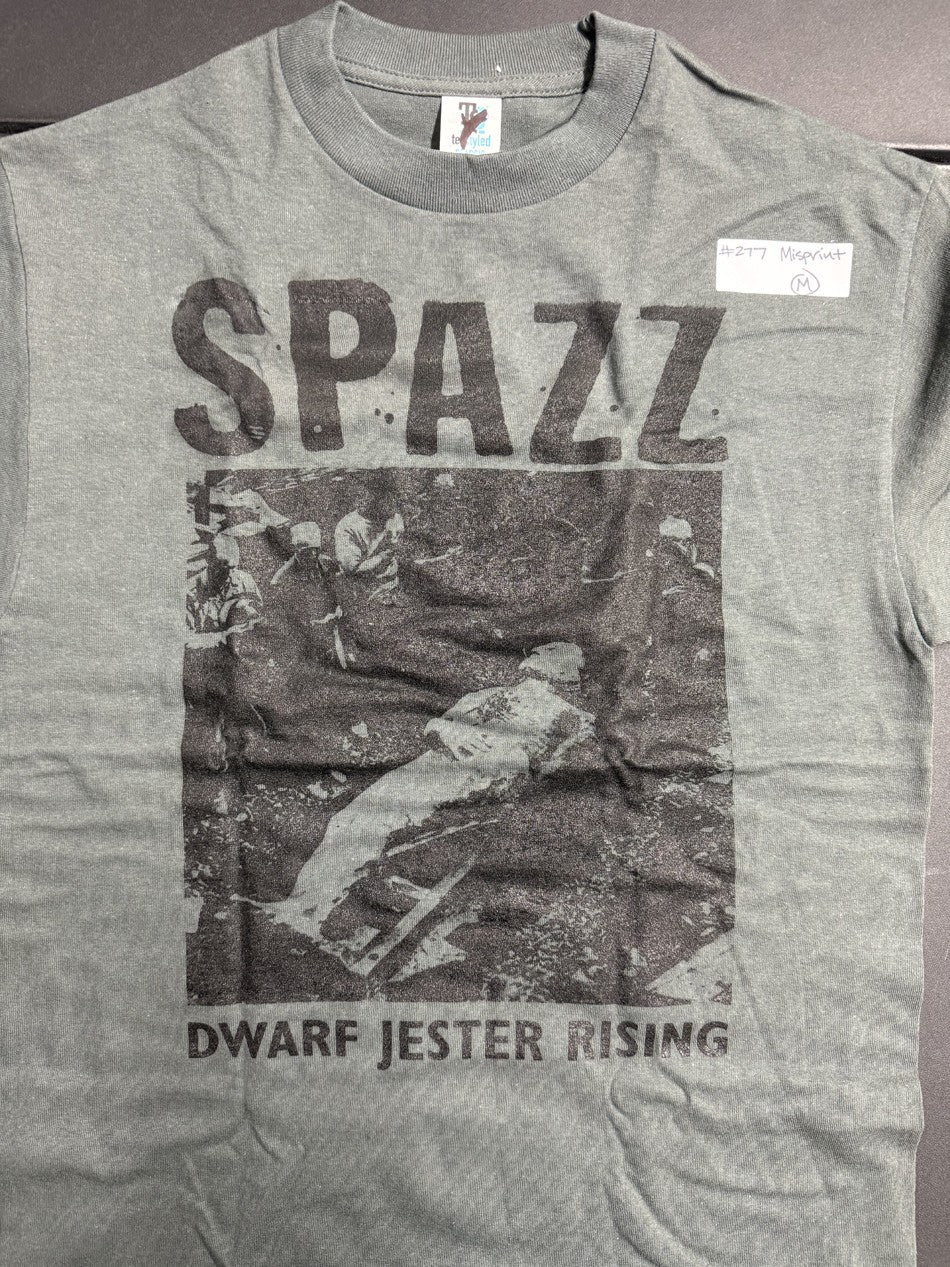 #277 Misprint
M
SPAZZ
DWARF JESTER RISING